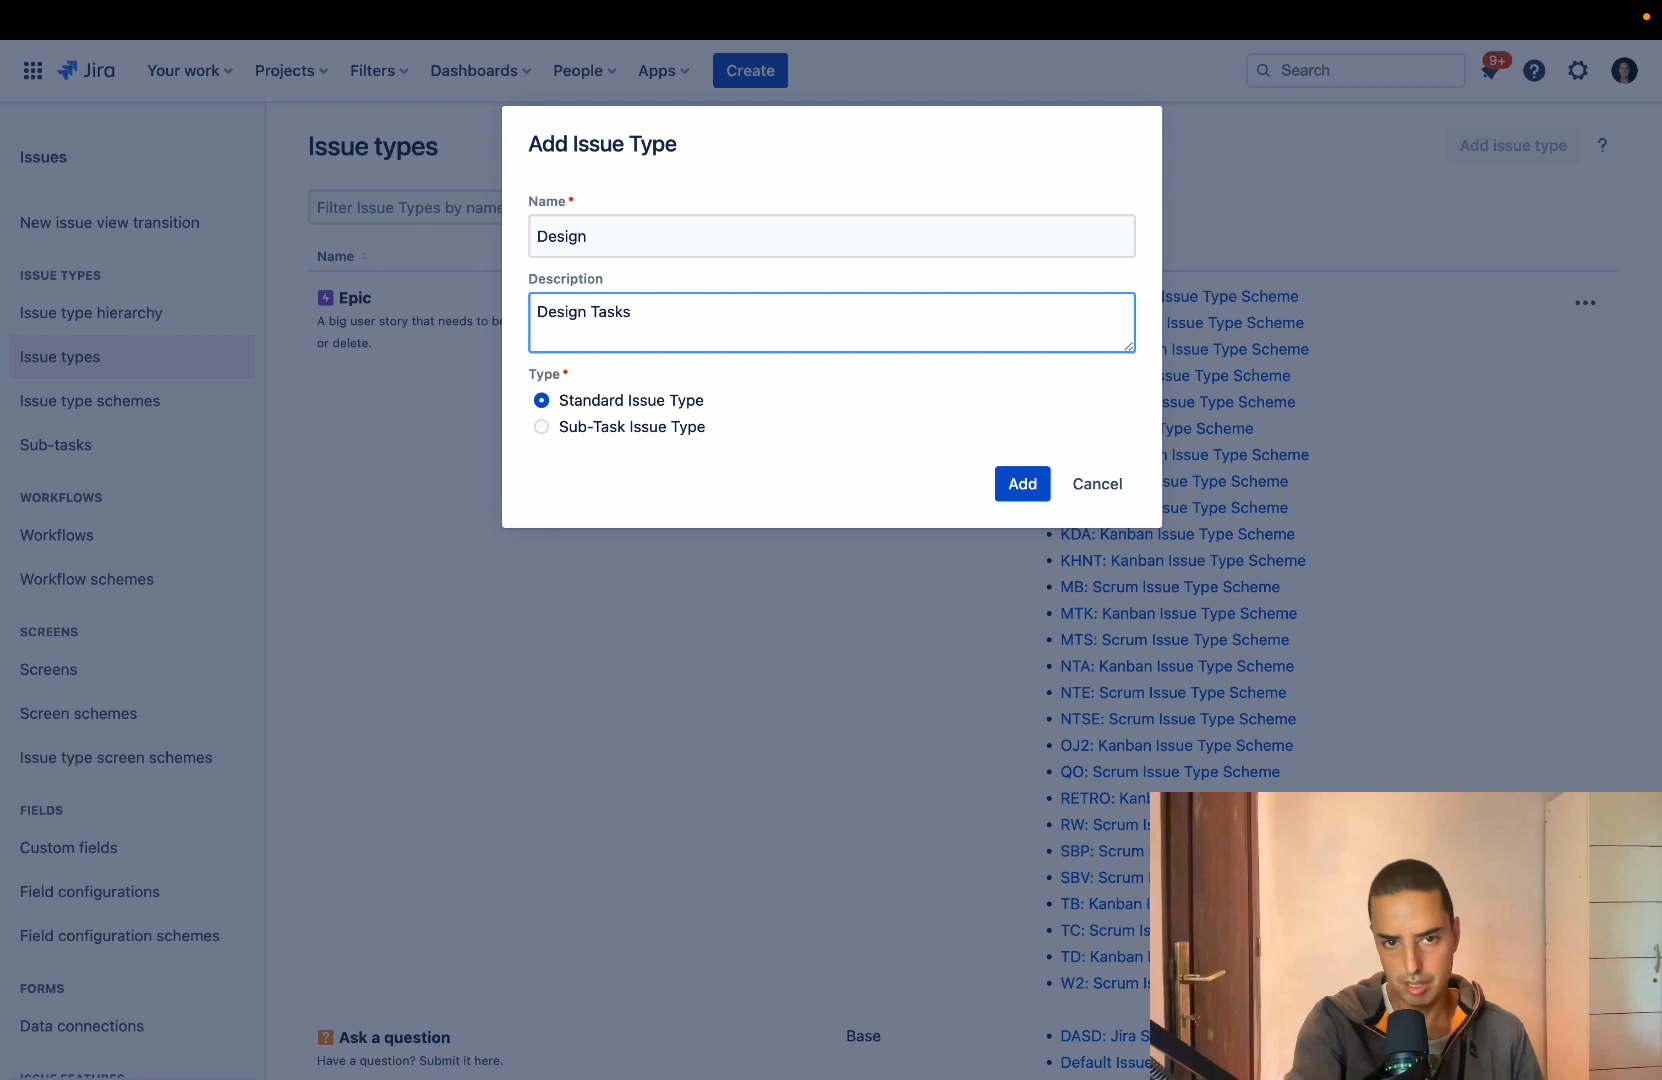 Jira
Your work
Projects
Filters
Dashboards
People
Apps
Create
Search
9+
Issues
New issue view transition
ISSUE TYPES
Issue type hierarchy
Issue types
Issue type schemes
Sub-tasks
WORKFLOWS
Workflows
Workflow schemes
SCREENS
Screens
Screen schemes
Issue type screen schemes
FIELDS
Custom fields
Field configurations
Field configuration schemes
FORMS
Data connections
ISSUE FEATURES
Issue types
Add issue type
?
Filter Issue Types by name
Name
Epic
A big user story that needs to be
or delete.
Add Issue Type
Name *
Design
Description
Design Tasks
Type *
Standard Issue Type
Sub-Task Issue Type
Add
Cancel
Issue Type Scheme
Issue Type Scheme
Issue Type Scheme
Issue Type Scheme
Issue Type Scheme
Type Scheme
Issue Type Scheme
Issue Type Scheme
Issue Type Scheme
KDA: Kanban Issue Type Scheme
KHNT: Kanban Issue Type Scheme
MB: Scrum Issue Type Scheme
MTK: Kanban Issue Type Scheme
MTS: Scrum Issue Type Scheme
NTA: Kanban Issue Type Scheme
NTE: Scrum Issue Type Scheme
NTSE: Scrum Issue Type Scheme
OJ2: Kanban Issue Type Scheme
QO: Scrum Issue Type Scheme
RETRO: Kanb
RW: Scrum Is
SBP: Scrum
SBV: Scrum
TB: Kanban I
TC: Scrum Is
TD: Kanban I
W2: Scrum Is
Ask a question
Have a question? Submit it here.
Base
DASD: Jira S
Default Issue